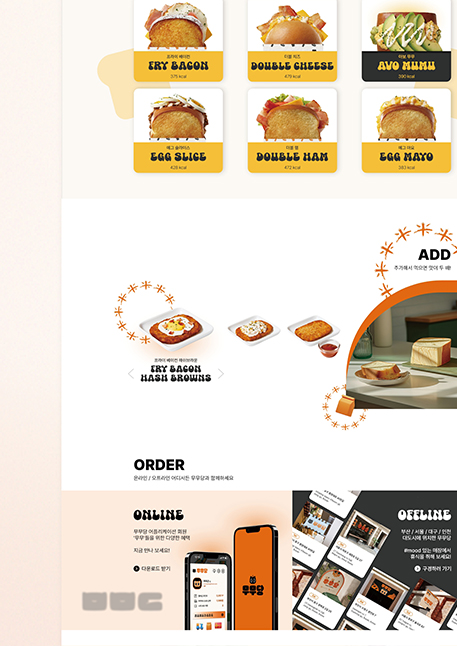 프라이 베이컨
FRY BACON
375 kcal
더블 치즈
DOUBLE CHEESE
479 kcal
아보 무무
AVO MUMU
390 kcal
에그 슬라이스
EGG SLICE
428 kcal
더블 햄
DOUBLE HAM
472 kcal
에그 마요
EGG MAYO
383 kcal
ADD
추가해서 먹으면 맛이 두 배!
프라이 베이컨 해쉬브라운
FRY BACON
HASH BROWNS
ORDER
온라인 / 오프라인 어디서든 무무당과 함께하세요
ONLINE
무무당 어플리케이션 회원
'무무'들을 위한 다양한 혜택
지금 만나 보세요!
다운로드 받기
무무당
OFFLINE
부산 / 서울 / 대구 / 인천
대도시에 위치한 무무당
#mood 있는 매장에서
휴식을 취해 보세요!
구경하러 가기